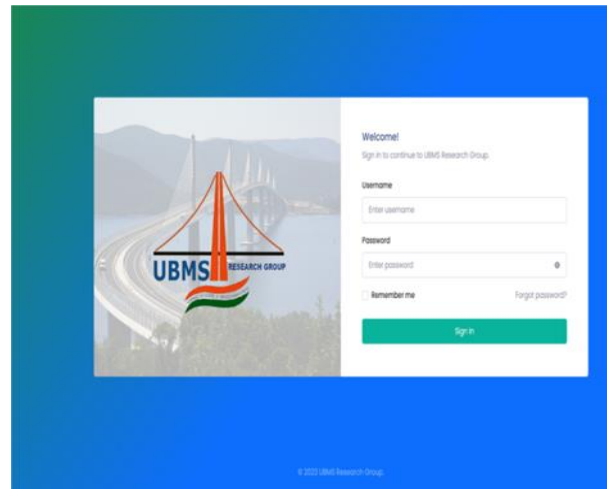 UBMS
RESEARCH GROUP
Welcome!
Sign in to continue to UBMS Research Group.
Username
Enter username
Password
Enter password
Remember me
Forgot password?
Sign in
© 2023 UBMS Research Group.